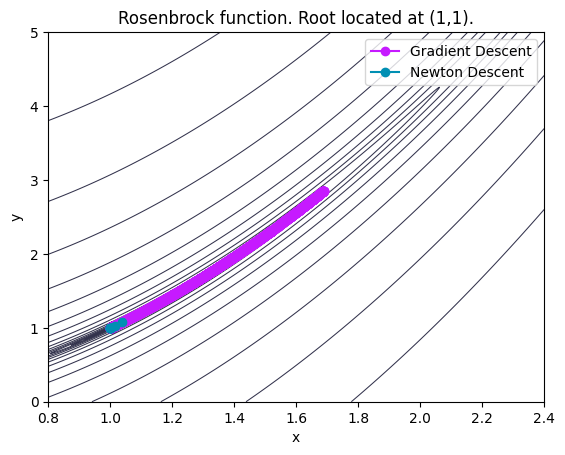 Rosenbrock function. Root located at (1,1).
Gradient Descent
Newton Descent
y
5
4
3
2
1
0
0.8 1.0 1.2 1.4 1.6 1.8 2.0 2.2 2.4
x